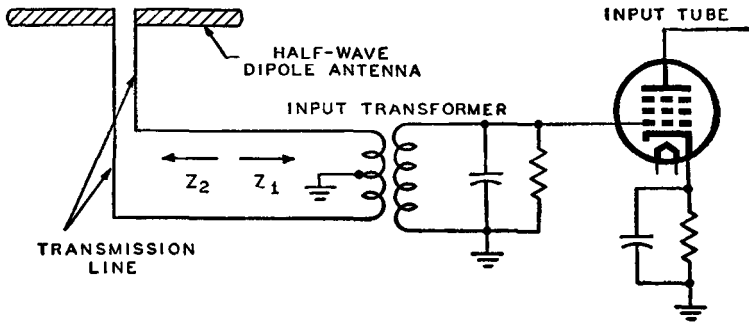 INPUT TUBE
HALF-WAVE
DIPOLE ANTENNA
INPUT TRANSFORMER
Z2
Z1
TRANSMISSION
LINE